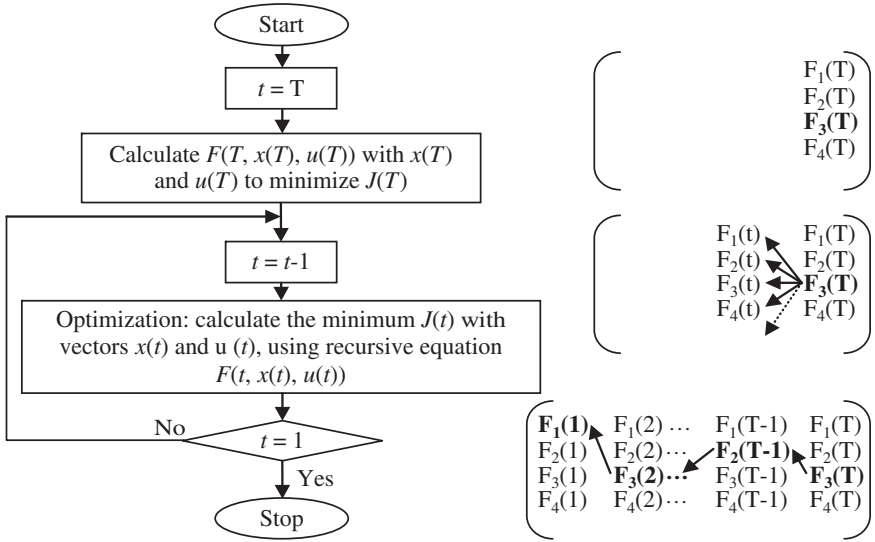 Start
t = T
Calculate F(T, x(T), u(T)) with x(T)
and u(T) to minimize J(T)
t = t-1
Optimization: calculate the minimum J(t) with
vectors x(t) and u (t), using recursive equation
F(t, x(t), u(t))
No
t = 1
Yes
Stop
F₁(T)
F₂(T)
F₃(T)
F₄(T)
F₁(t) F₁(T)
F₂(t) F₂(T)
F₃(t) F₃(T)
F₄(t) F₄(T)
F₁(1) F₁(2) ... F₁(T-1) F₁(T)
F₂(1) F₂(2) ... F₂(T-1) F₂(T)
F₃(1) F₃(2)... F₃(T-1) F₃(T)
F₄(1) F₄(2) ... F₄(T-1) F₄(T)